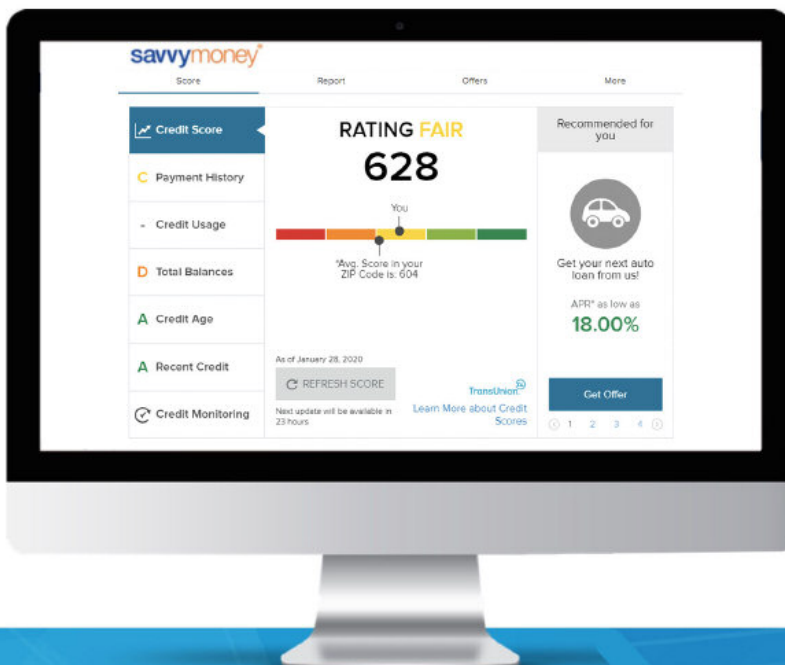 savvymoney®
Score
Report
Offers
More
Credit Score
C Payment History
- Credit Usage
D Total Balances
A Credit Age
A Recent Credit
Credit Monitoring
RATING FAIR
628
You
*Avg. Score in your
ZIP Code is: 604
As of January 28, 2020
REFRESH SCORE
Next update will be available in
23 hours
TransUnion
tu
Learn More about Credit
Scores
Recommended for
you
Get your next auto
loan from us!
APR* as low as
18.00%
Get Offer
1 2 3 4